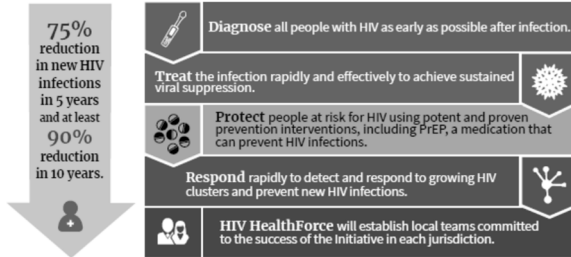 75%
reduction
in new HIV
infections
in 5 years
and at least
90%
reduction
in 10 years.
Diagnose all people with HIV as early as possible after infection.
Treat the infection rapidly and effectively to achieve sustained
viral suppression.
Protect people at risk for HIV using potent and proven
prevention interventions, including PrEP, a medication that
can prevent HIV infections.
Respond rapidly to detect and respond to growing HIV
clusters and prevent new HIV infections.
HIV HealthForce will establish local teams committed
to the success of the Initiative in each jurisdiction.